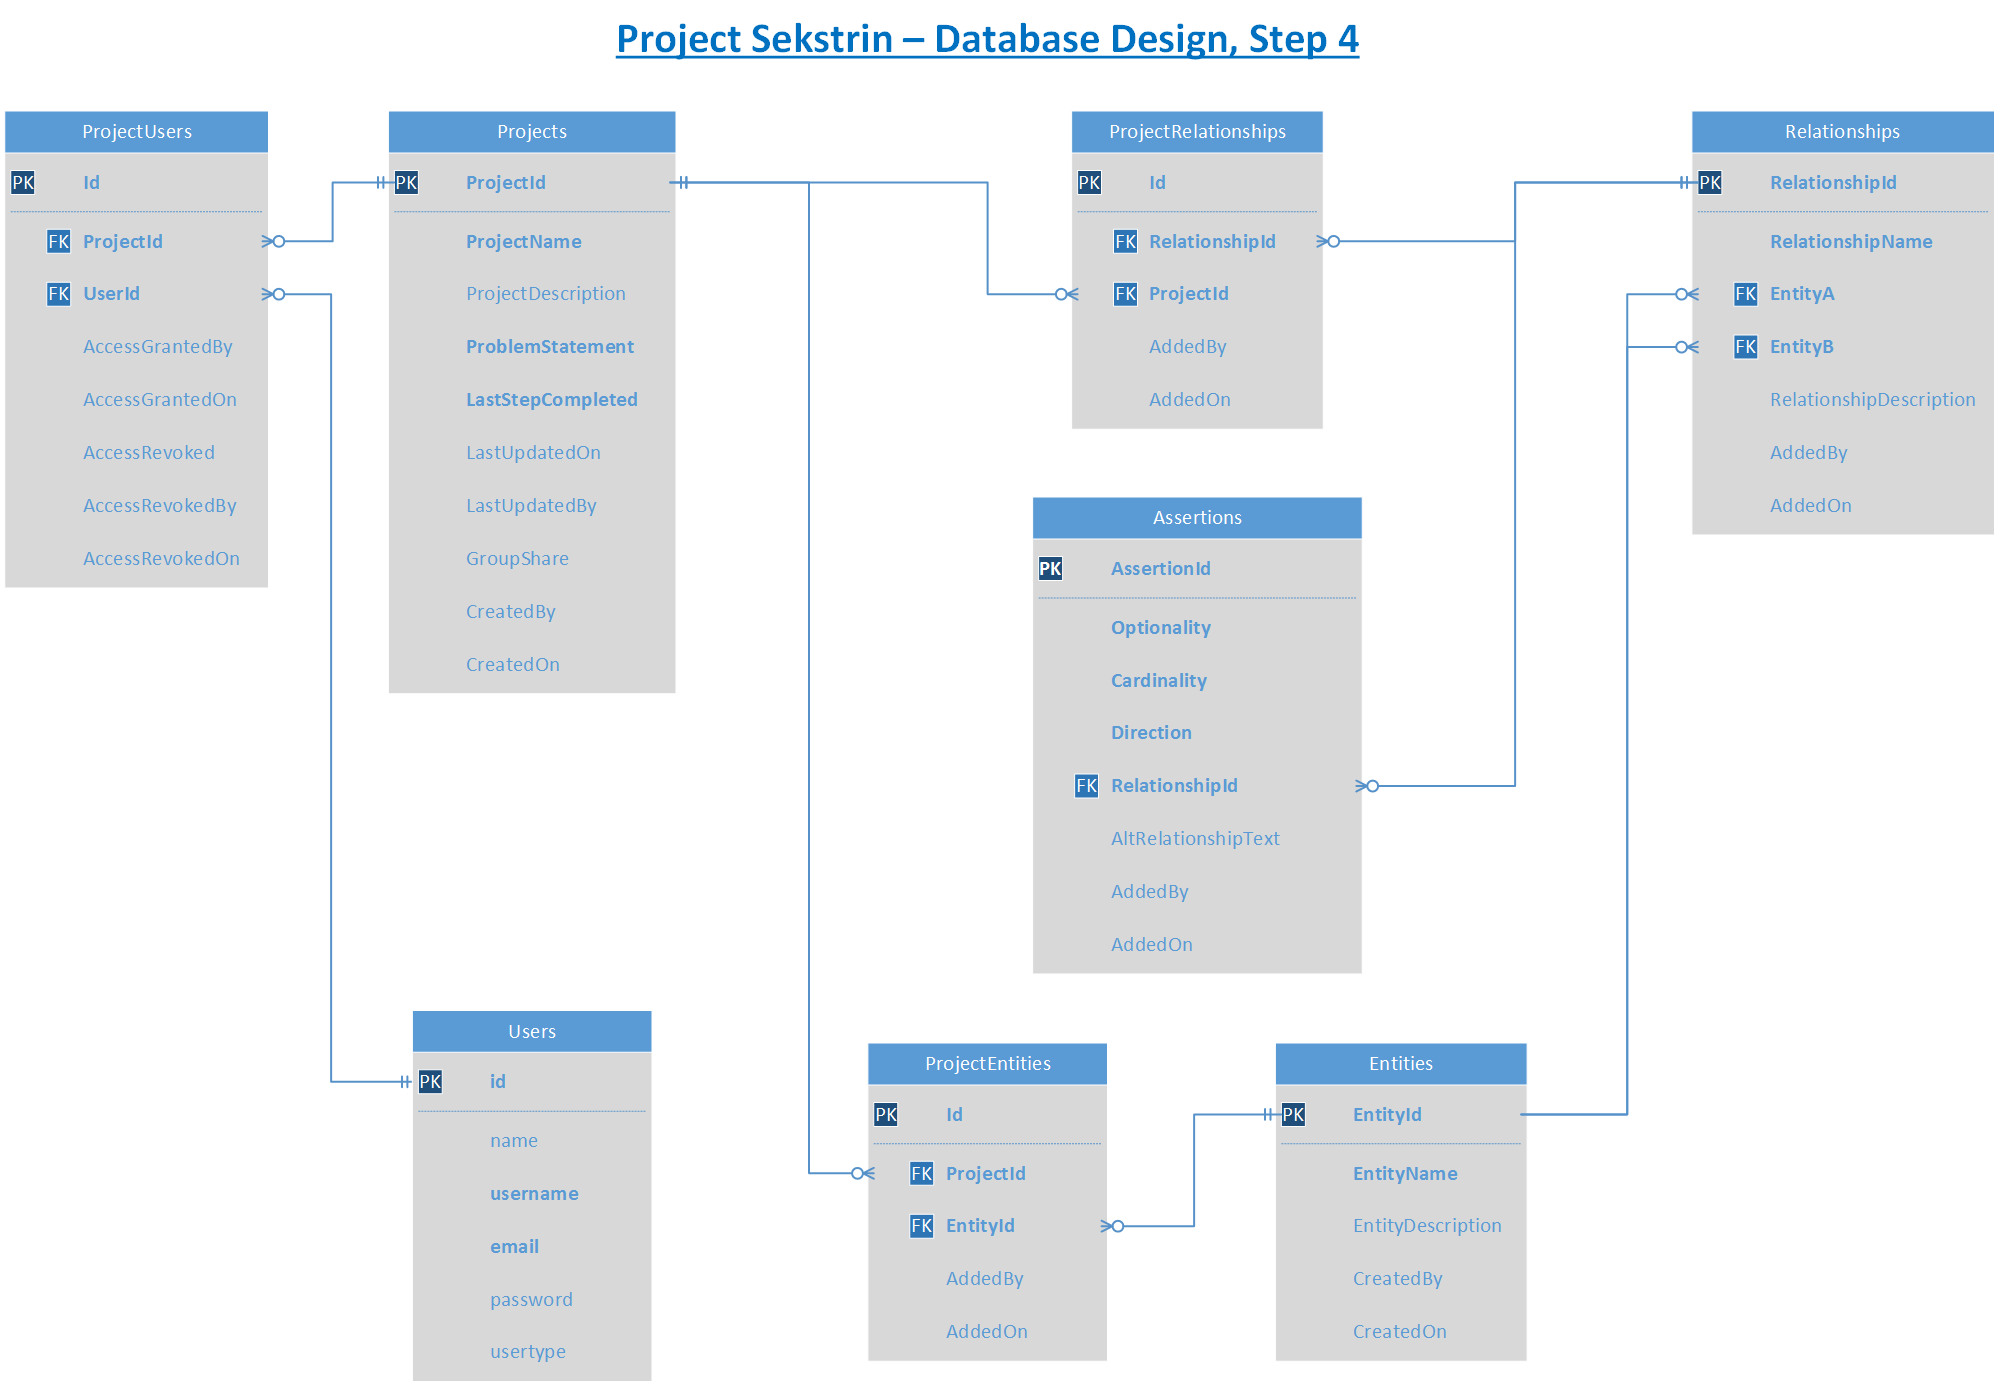 Project Sekstrin – Database Design, Step 4
ProjectUsers
PK Id
FK ProjectId
FK UserId
AccessGrantedBy
AccessGrantedOn
AccessRevoked
AccessRevokedBy
AccessRevokedOn
Projects
PK ProjectId
ProjectName
ProjectDescription
ProblemStatement
LastStepCompleted
LastUpdatedOn
LastUpdatedBy
GroupShare
CreatedBy
CreatedOn
ProjectRelationships
PK Id
FK RelationshipId
FK ProjectId
AddedBy
AddedOn
Relationships
PK RelationshipId
RelationshipName
FK EntityA
FK EntityB
RelationshipDescription
AddedBy
AddedOn
Assertions
PK AssertionId
Optionality
Cardinality
Direction
FK RelationshipId
AltRelationshipText
AddedBy
AddedOn
Users
PK id
name
username
email
password
usertype
ProjectEntities
PK Id
FK ProjectId
FK EntityId
AddedBy
AddedOn
Entities
PK EntityId
EntityName
EntityDescription
CreatedBy
CreatedOn